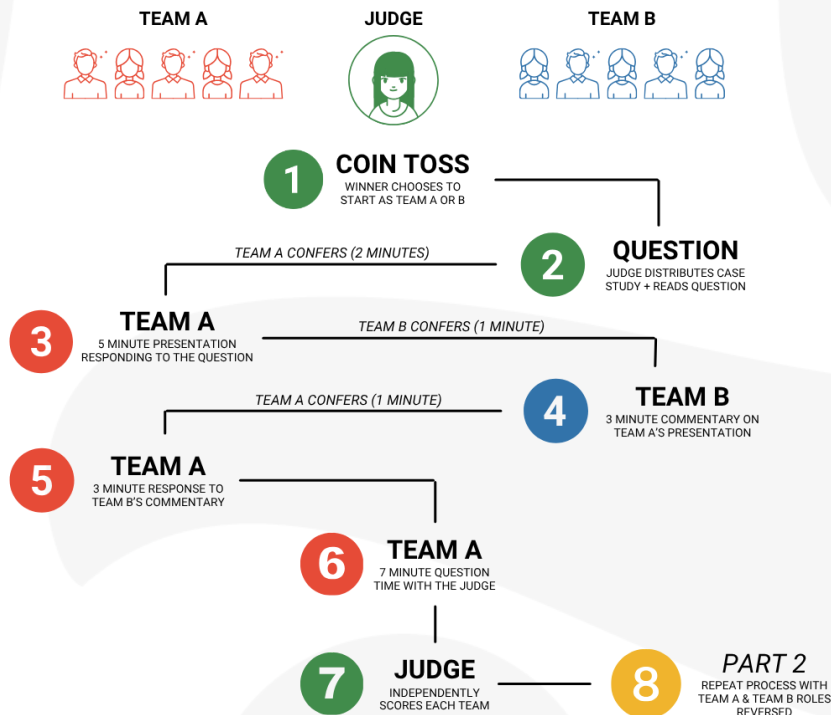 TEAM A
JUDGE
TEAM B
1
COIN TOSS
WINNER CHOOSES TO
START AS TEAM A OR B
TEAM A CONFERS (2 MINUTES)
2
QUESTION
JUDGE DISTRIBUTES CASE
STUDY + READS QUESTION
3
TEAM A
5 MINUTE PRESENTATION
RESPONDING TO THE QUESTION
TEAM B CONFERS (1 MINUTE)
TEAM A CONFERS (1 MINUTE)
4
TEAM B
3 MINUTE COMMENTARY ON
TEAM A'S PRESENTATION
5
TEAM A
3 MINUTE RESPONSE TO
TEAM B'S COMMENTARY
6
TEAM A
7 MINUTE QUESTION
TIME WITH THE JUDGE
7
JUDGE
INDEPENDENTLY
SCORES EACH TEAM
8
PART 2
REPEAT PROCESS WITH
TEAM A & TEAM B ROLES
REVERSED